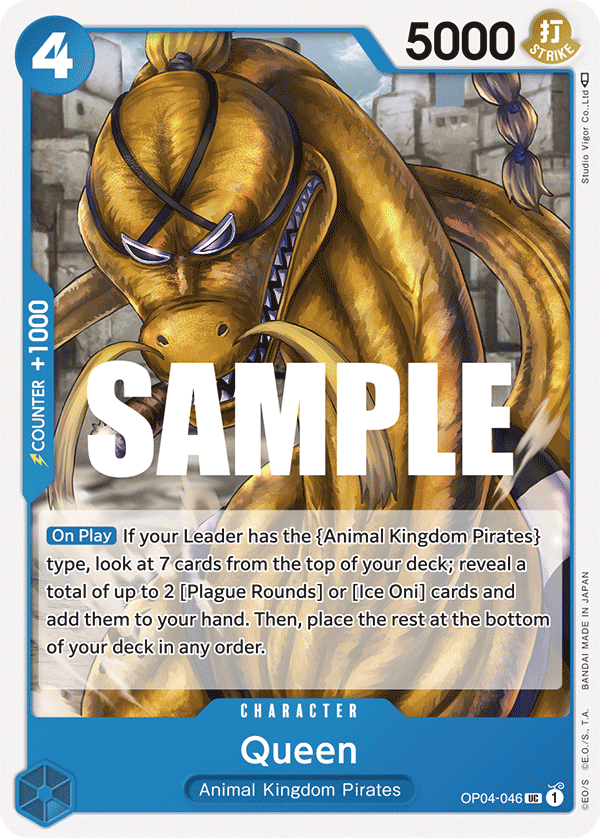 4
5000
打
STRIKE
Studio Vigor Co.,Ltd
COUNTER +1000
SAMPLE
On Play If your Leader has the {Animal Kingdom Pirates}
type, look at 7 cards from the top of your deck; reveal a
total of up to 2 [Plague Rounds] or [Ice Oni] cards and
add them to your hand. Then, place the rest at the bottom
of your deck in any order.
CHARACTER
Queen
Animal Kingdom Pirates
OP04-046 UC 1
©E.O./S., T.A. BANDAI MADE IN JAPAN
©EO/S